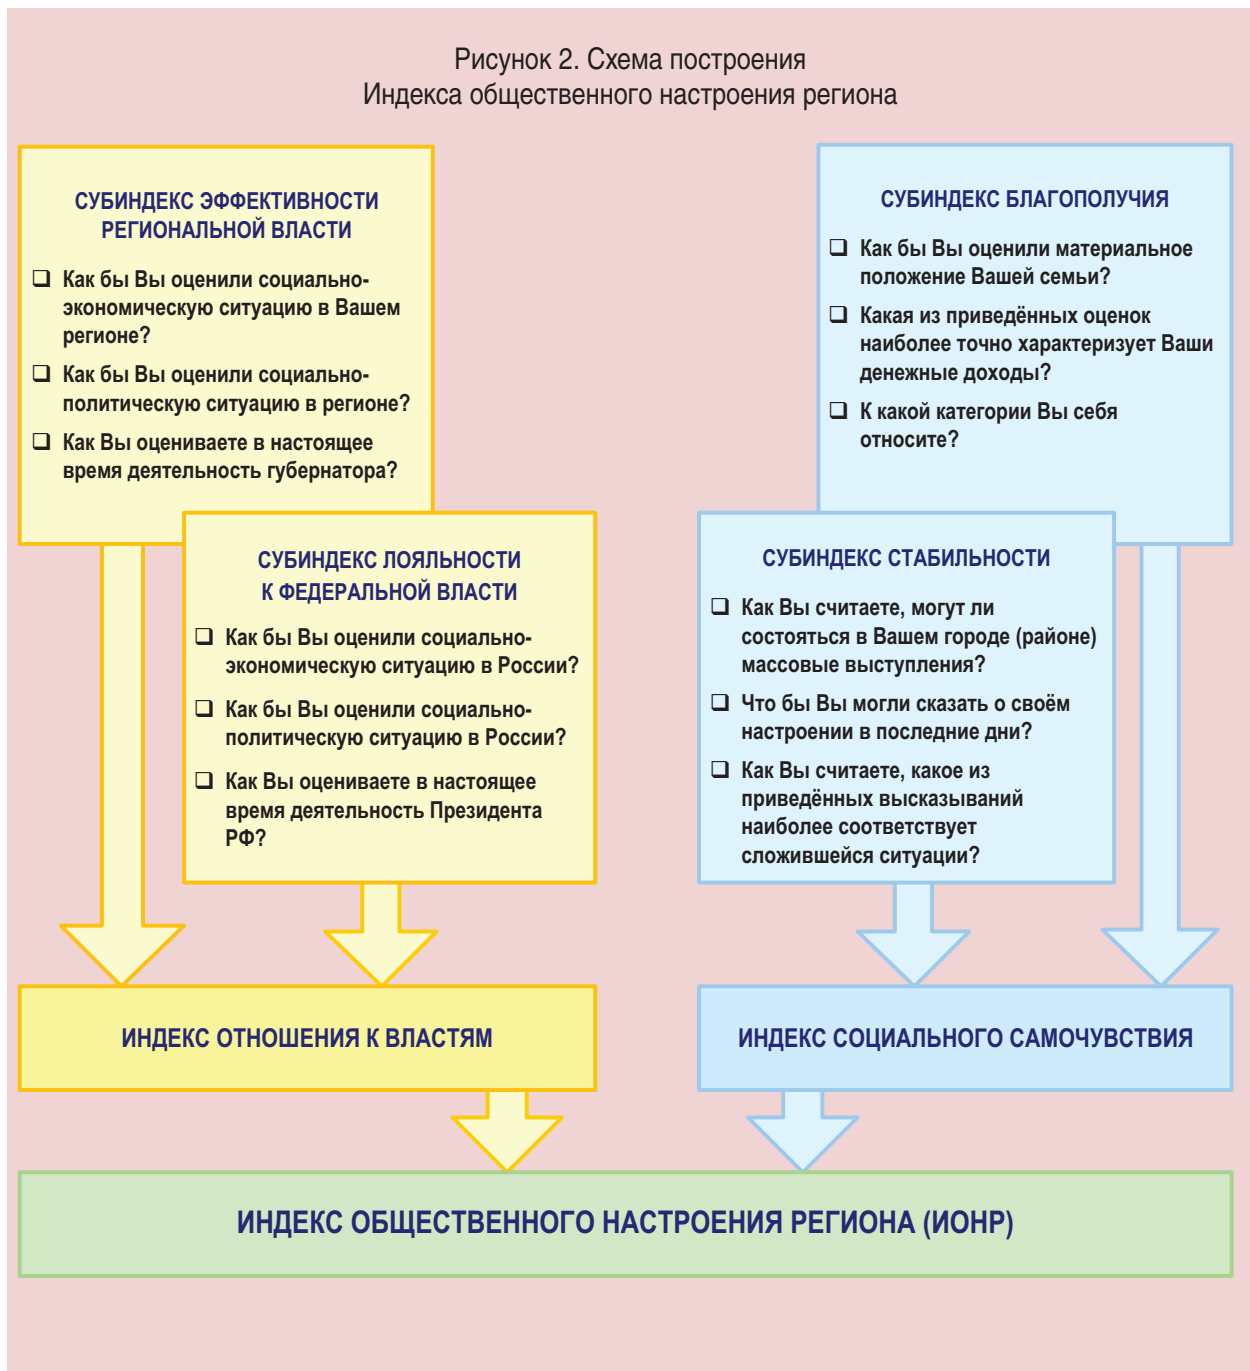 Рисунок 2. Схема построения
Индекса общественного настроения региона
СУБИНДЕКС ЭФФЕКТИВНОСТИ
РЕГИОНАЛЬНОЙ ВЛАСТИ
❑ Как бы Вы оценили социально-
экономическую ситуацию в Вашем
регионе?
❑ Как бы Вы оценили социально-
политическую ситуацию в регионе?
❑ Как Вы оцениваете в настоящее
время деятельность губернатора?
СУБИНДЕКС ЛОЯЛЬНОСТИ
К ФЕДЕРАЛЬНОЙ ВЛАСТИ
❑ Как бы Вы оценили социально-
экономическую ситуацию в России?
❑ Как бы Вы оценили социально-
политическую ситуацию в России?
❑ Как Вы оцениваете в настоящее
время деятельность Президента
РФ?
СУБИНДЕКС БЛАГОПОЛУЧИЯ
❑ Как бы Вы оценили материальное
положение Вашей семьи?
❑ Какая из приведённых оценок
наиболее точно характеризует Ваши
денежные доходы?
❑ К какой категории Вы себя
относите?
СУБИНДЕКС СТАБИЛЬНОСТИ
❑ Как Вы считаете, могут ли
состояться в Вашем городе (районе)
массовые выступления?
❑ Что бы Вы могли сказать о своём
настроении в последние дни?
❑ Как Вы считаете, какое из
приведённых высказываний
наиболее соответствует
сложившейся ситуации?
ИНДЕКС ОТНОШЕНИЯ К ВЛАСТЯМ
ИНДЕКС СОЦИАЛЬНОГО САМОЧУВСТВИЯ
ИНДЕКС ОБЩЕСТВЕННОГО НАСТРОЕНИЯ РЕГИОНА (ИОНР)